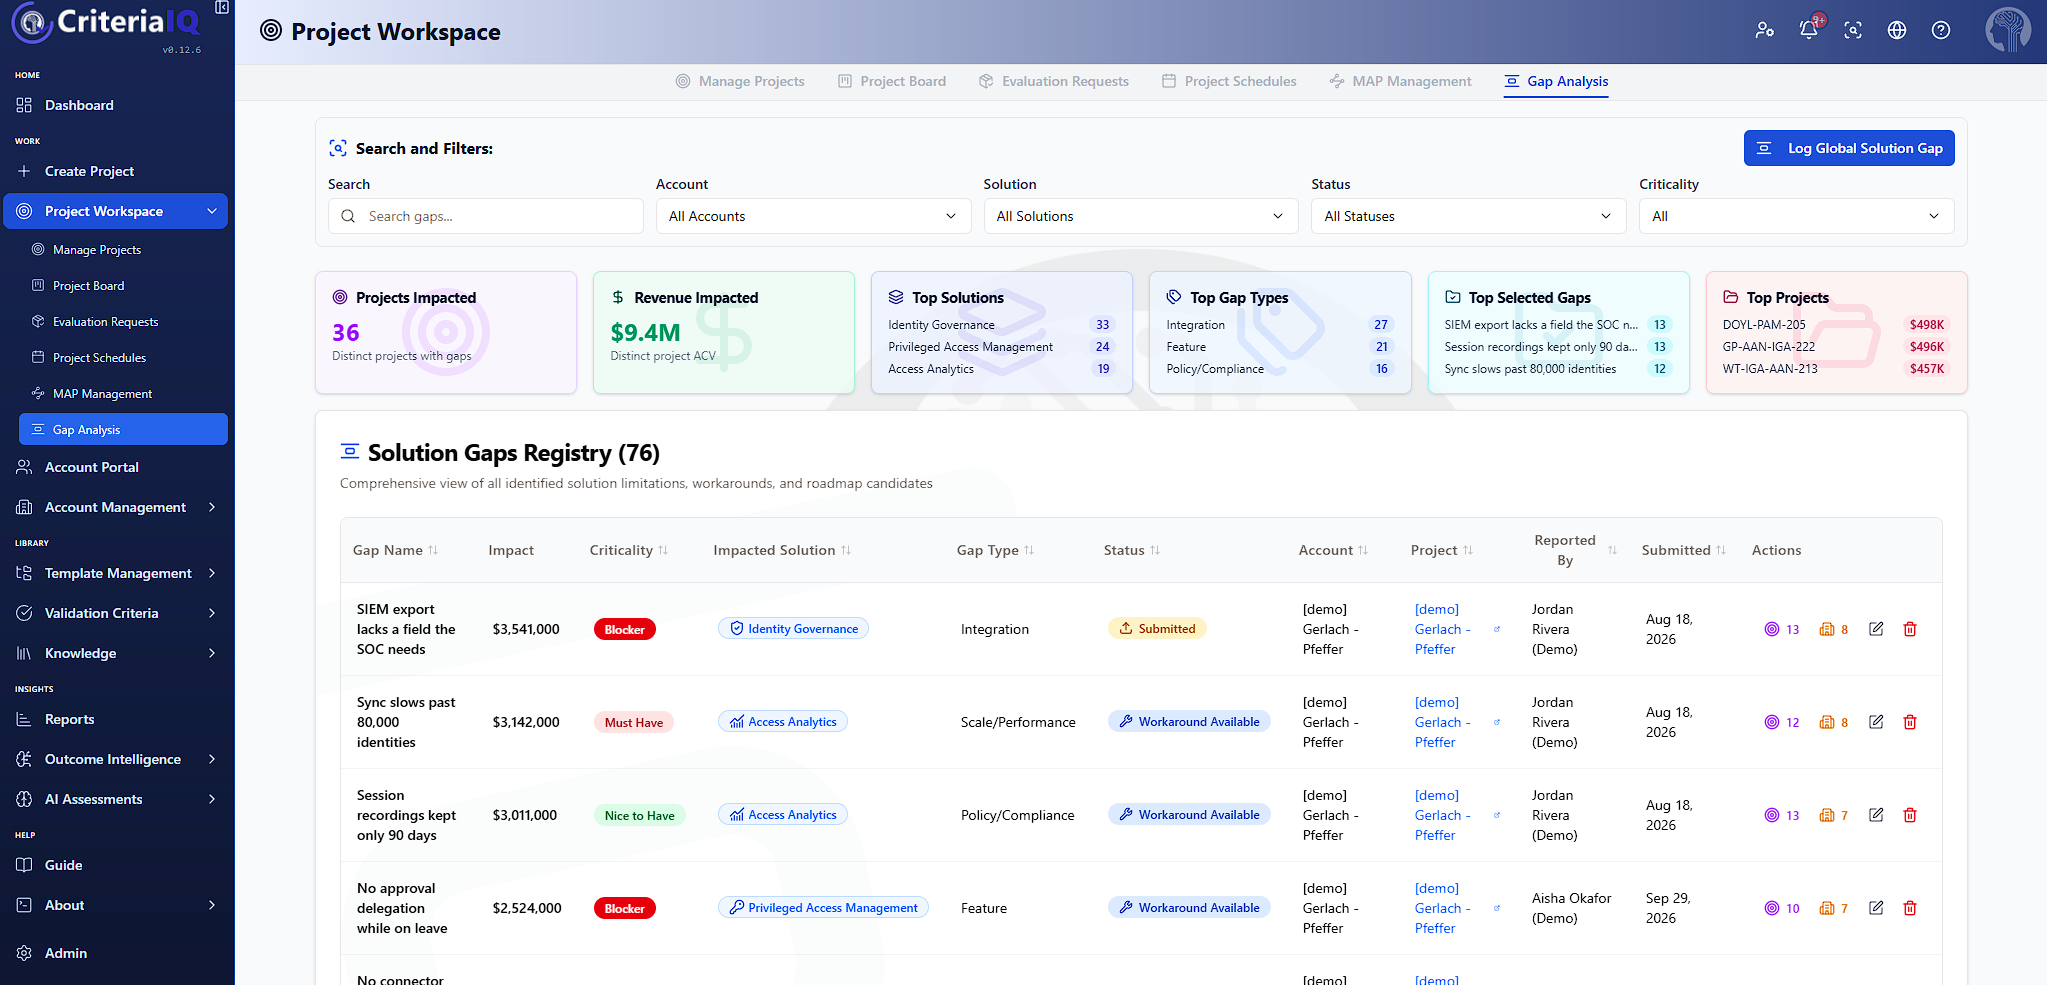 CriteriaIQ
v0.12.6
HOME
Dashboard
WORK
Create Project
Project Workspace
Manage Projects
Project Board
Evaluation Requests
Project Schedules
MAP Management
Gap Analysis
Account Portal
Account Management
LIBRARY
Template Management
Validation Criteria
Knowledge
INSIGHTS
Reports
Outcome Intelligence
AI Assessments
HELP
Guide
About
Admin
Project Workspace
9+
Manage Projects
Project Board
Evaluation Requests
Project Schedules
MAP Management
Gap Analysis
Search and Filters:
Log Global Solution Gap
Search
Account
Solution
Status
Criticality
Search gaps...
All Accounts
All Solutions
All Statuses
All
Projects Impacted
36
Distinct projects with gaps
Revenue Impacted
$9.4M
Distinct project ACV
Top Solutions
Identity Governance 33
Privileged Access Management 24
Access Analytics 19
Top Gap Types
Integration 27
Feature 21
Policy/Compliance 16
Top Selected Gaps
SIEM export lacks a field the SOC n... 13
Session recordings kept only 90 da... 13
Sync slows past 80,000 identities 12
Top Projects
DOYL-PAM-205 $498K
GP-AAN-IGA-222 $496K
WT-IGA-AAN-213 $457K
Solution Gaps Registry (76)
Comprehensive view of all identified solution limitations, workarounds, and roadmap candidates
Gap Name
Impact
Criticality
Impacted Solution
Gap Type
Status
Account
Project
Reported
By
Submitted
Actions
SIEM export
lacks a field the
SOC needs
$3,541,000
Blocker
Identity Governance
Integration
Submitted
[demo]
Gerlach -
Pfeffer
[demo]
Gerlach -
Pfeffer
Jordan
Rivera
(Demo)
Aug 18,
2026
13
8
Sync slows past
80,000
identities
$3,142,000
Must Have
Access Analytics
Scale/Performance
Workaround Available
[demo]
Gerlach -
Pfeffer
[demo]
Gerlach -
Pfeffer
Jordan
Rivera
(Demo)
Aug 18,
2026
12
8
Session
recordings kept
only 90 days
$3,011,000
Nice to Have
Access Analytics
Policy/Compliance
Workaround Available
[demo]
Gerlach -
Pfeffer
[demo]
Gerlach -
Pfeffer
Jordan
Rivera
(Demo)
Aug 18,
2026
13
7
No approval
delegation
while on leave
$2,524,000
Blocker
Privileged Access Management
Feature
Workaround Available
[demo]
Gerlach -
Pfeffer
[demo]
Gerlach -
Pfeffer
Aisha Okafor
(Demo)
Sep 29,
2026
10
7
No connector
[demo]
[demo]